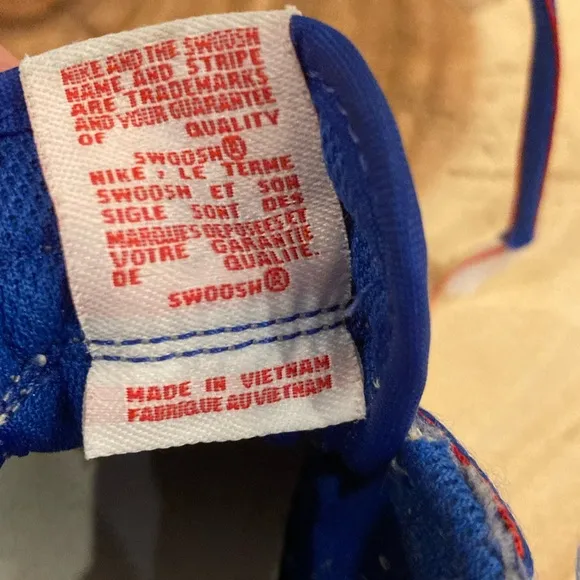 NIKE AND THE SWOOSH
NAME AND STRIPE
ARE TRADEMARKS
AND YOUR GUARANTEE
OF QUALITY
SWOOSH®
NIKE, LE TERME
SWOOSH ET SON
SIGLE SONT DES
MARQUES DEPOSEES ET
VOTRE GARANTIE
DE QUALITE.
SWOOSH®
MADE IN VIETNAM
FABRIQUE AU VIETNAM